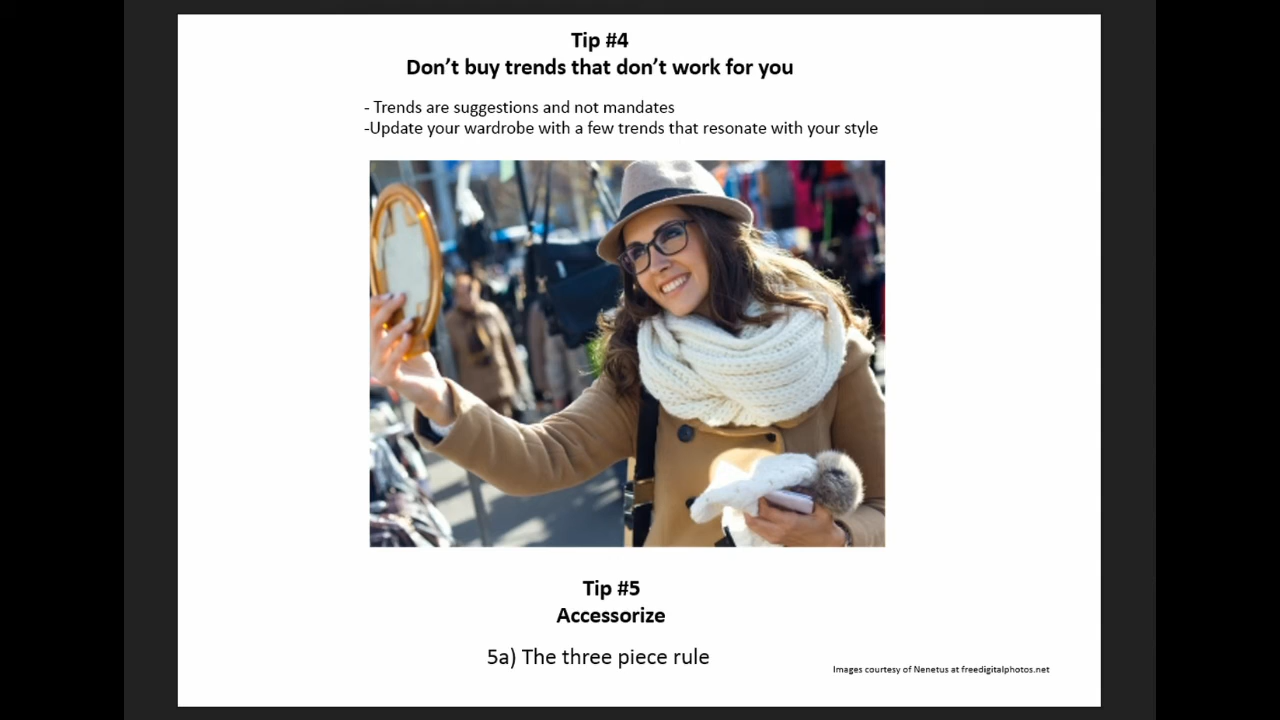 Tip #4
Don’t buy trends that don’t work for you
- Trends are suggestions and not mandates
-Update your wardrobe with a few trends that resonate with your style
Tip #5
Accessorize
5a) The three piece rule
Images courtesy of Nenetus at freedigitalphotos.net